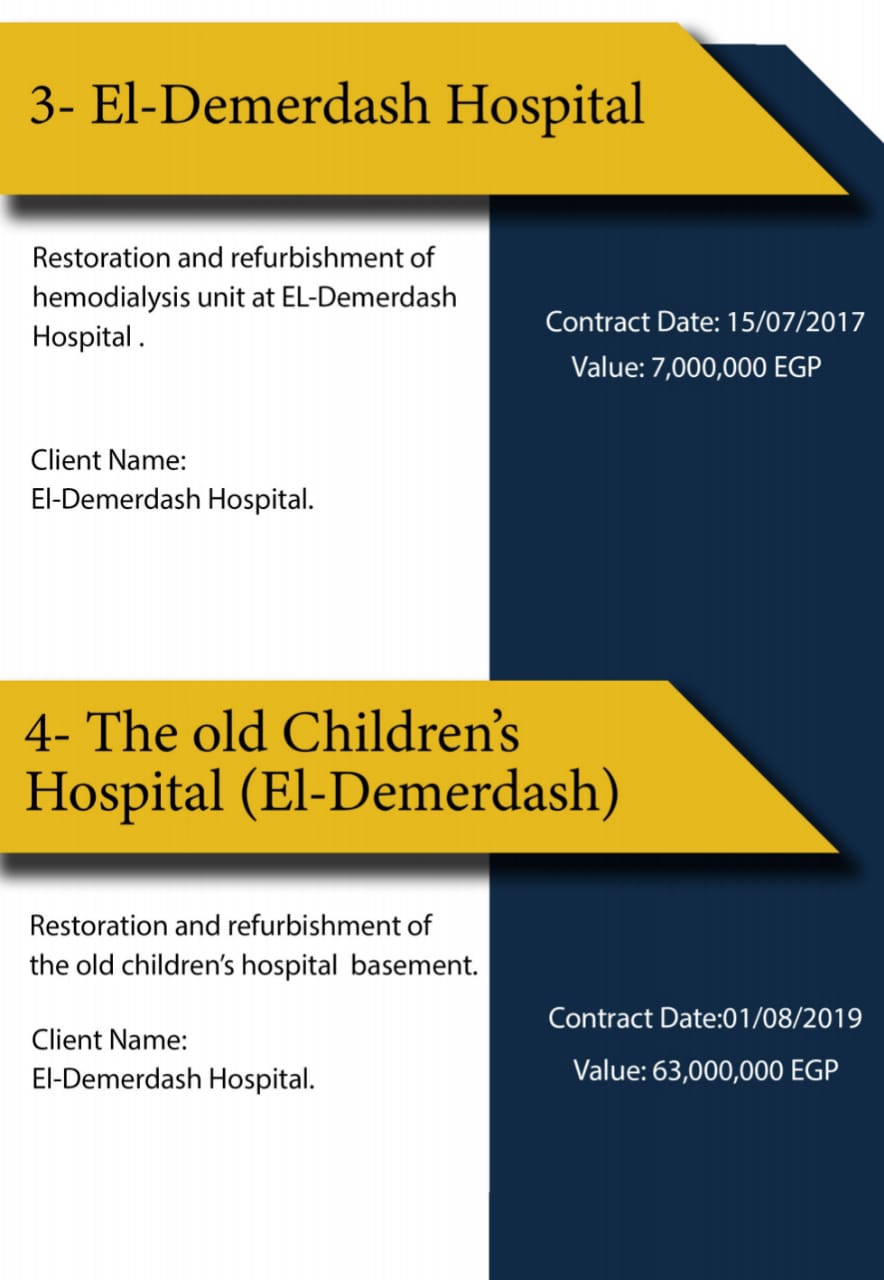 3- El-Demerdash Hospital
Restoration and refurbishment of
hemodialysis unit at EL-Demerdash
Hospital .
Contract Date: 15/07/2017
Value: 7,000,000 EGP
Client Name:
El-Demerdash Hospital.
4- The old Children’s
Hospital (El-Demerdash)
Restoration and refurbishment of
the old children’s hospital  basement.
Contract Date:01/08/2019
Value: 63,000,000 EGP
Client Name:
El-Demerdash Hospital.